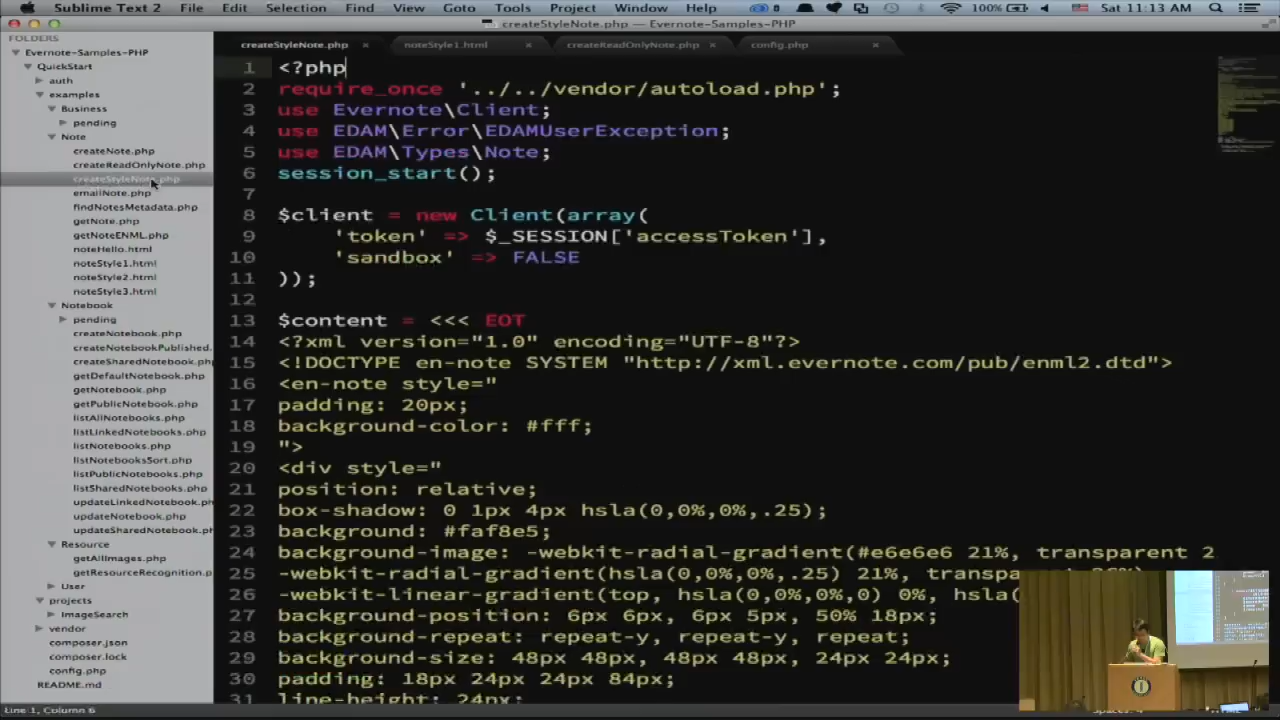 Sublime Text 2 File Edit Selection Find View Goto Tools Project Window Help 8 100% Sat 11:13 AM
createStyleNote.php — Evernote-Samples-PHP
FOLDERS
Evernote-Samples-PHP
QuickStart
auth
examples
Business
pending
Note
createNote.php
createReadOnlyNote.php
createStyleNote.php
emailNote.php
findNotesMetadata.php
getNote.php
getNoteENML.php
noteHello.html
noteStyle1.html
noteStyle2.html
noteStyle3.html
Notebook
pending
createNotebook.php
createNotebookPublished.
createSharedNotebook.php
getDefaultNotebook.php
getNotebook.php
getPublicNotebook.php
listAllNotebooks.php
listLinkedNotebooks.php
listNotebooks.php
listNotebooksSort.php
listPublicNotebooks.php
listSharedNotebooks.php
updateLinkedNotebook.ph
updateNotebook.php
updateSharedNotebook.ph
Resource
getAllImages.php
getResourceRecognition.p
User
projects
ImageSearch
vendor
composer.json
composer.lock
config.php
README.md
createStyleNote.php × noteStyle1.html × createReadOnlyNote.php × config.php ×
1 <?php
2 require_once '../../vendor/autoload.php';
3 use Evernote\Client;
4 use EDAM\Error\EDAMUserException;
5 use EDAM\Types\Note;
6 session_start();
7
8 $client = new Client(array(
9 'token' => $_SESSION['accessToken'],
10 'sandbox' => FALSE
11 ));
12
13 $content = <<< EOT
14 <?xml version="1.0" encoding="UTF-8"?>
15 <!DOCTYPE en-note SYSTEM "http://xml.evernote.com/pub/enml2.dtd">
16 <en-note style="
17 padding: 20px;
18 background-color: #fff;
19 ">
20 <div style="
21 position: relative;
22 box-shadow: 0 1px 4px hsla(0,0%,0%,.25);
23 background: #faf8e5;
24 background-image: -webkit-radial-gradient(#e6e6e6 21%, transparent 2
25 -webkit-radial-gradient(hsla(0,0%,0%,.25) 21%,
26 -webkit-linear-gradient(top, hsla(0,0%,0%,0) 0%,
27 background-position: 6px 6px, 6px 5px, 50% 18px;
28 background-repeat: repeat-y, repeat-y, repeat;
29 background-size: 48px 48px, 48px 48px, 24px 24px;
30 padding: 18px 24px 24px 84px;
31 line-height: 24px;
Line 1, Column 6